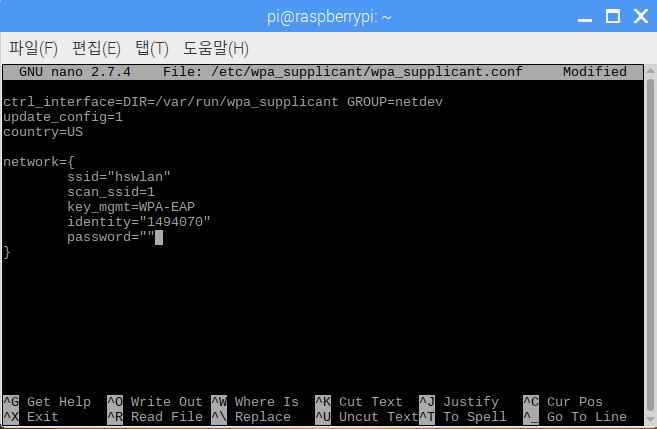 pi@raspberrypi: ~
파일(F) 편집(E) 탭(T) 도움말(H)
GNU nano 2.7.4 File: /etc/wpa_supplicant/wpa_supplicant.conf Modified
ctrl_interface=DIR=/var/run/wpa_supplicant GROUP=netdev
update_config=1
country=US
network={
ssid="hswlan"
scan_ssid=1
key_mgmt=WPA-EAP
identity="1494070"
password=""
}
^G Get Help ^O Write Out ^W Where Is ^K Cut Text ^J Justify ^C Cur Pos
^X Exit ^R Read File ^\ Replace ^U Uncut Text ^T To Spell ^_ Go To Line